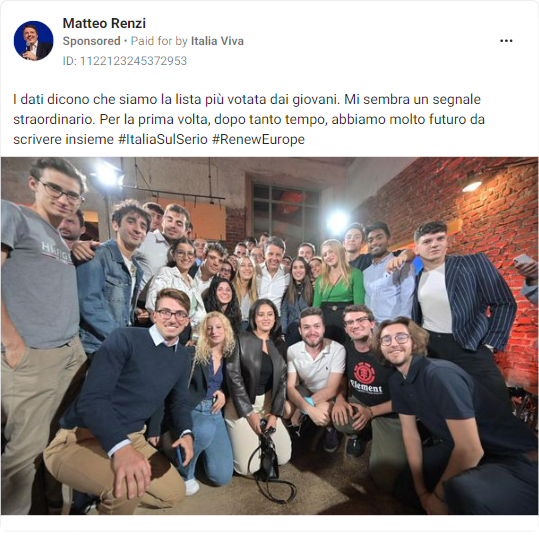 Matteo Renzi
Sponsored • Paid for by Italia Viva
ID: 1122123245372953
I dati dicono che siamo la lista più votata dai giovani. Mi sembra un segnale
straordinario. Per la prima volta, dopo tanto tempo, abbiamo molto futuro da
scrivere insieme #ItaliaSulSerio #RenewEurope
element